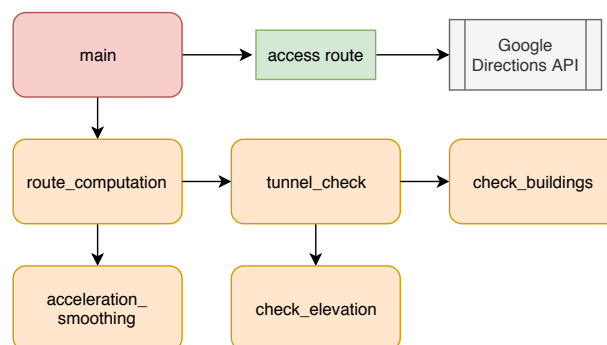 main
access route
Google
Directions API
route_computation
tunnel_check
check_buildings
acceleration_
smoothing
check_elevation